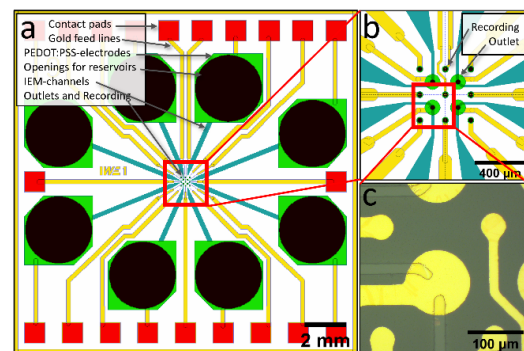 a
Contact pads
Gold feed lines
PEDOT:PSS-electrodes
Openings for reservoirs
IEM-channels
Outlets and Recording
2 mm
b
Recording
Outlet
400 µm
c
100 µm